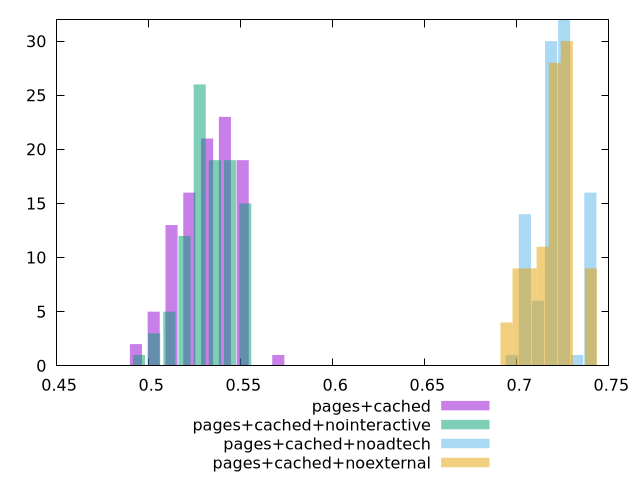 30
25
20
15
10
5
0
0.45 0.5 0.55 0.6 0.65 0.7 0.75
pages+cached
pages+cached+nointeractive
pages+cached+noadtech
pages+cached+noexternal